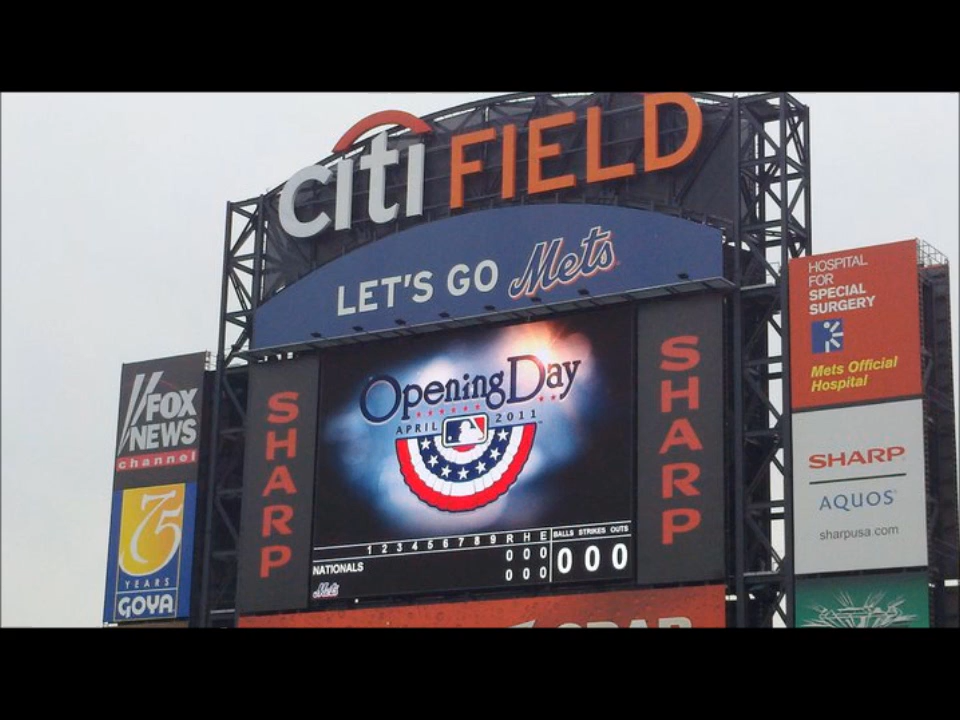 citi FIELD
LET'S GO Mets
Opening Day
APRIL 2011
1 2 3 4 5 6 7 8 9 R H E BALLS STRIKES OUTS
NATIONALS 0 0 0 0 0 0
Mets 0 0 0
SHARP
SHARP
FOX
NEWS
channel
75
YEARS
GOYA
HOSPITAL
FOR
SPECIAL
SURGERY
Mets Official
Hospital
SHARP
AQUOS
sharpusa.com